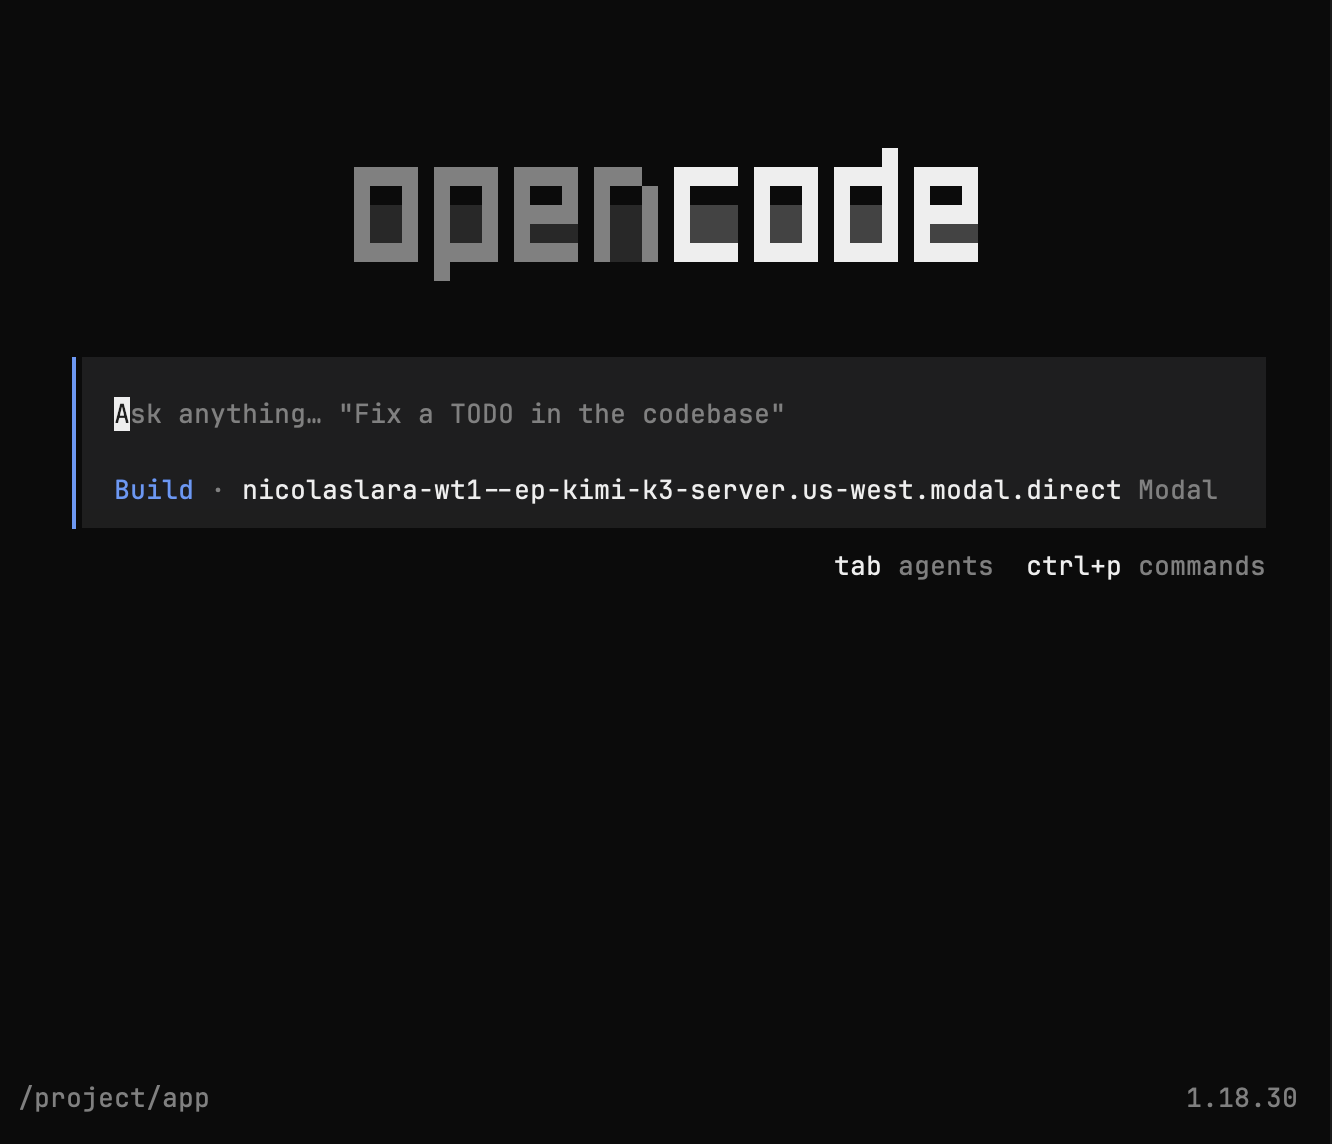 opencode
Ask anything… "Fix a TODO in the codebase"
Build · nicolaslara-wt1--ep-kimi-k3-server.us-west.modal.direct Modal
tab agents ctrl+p commands
/project/app 1.18.30